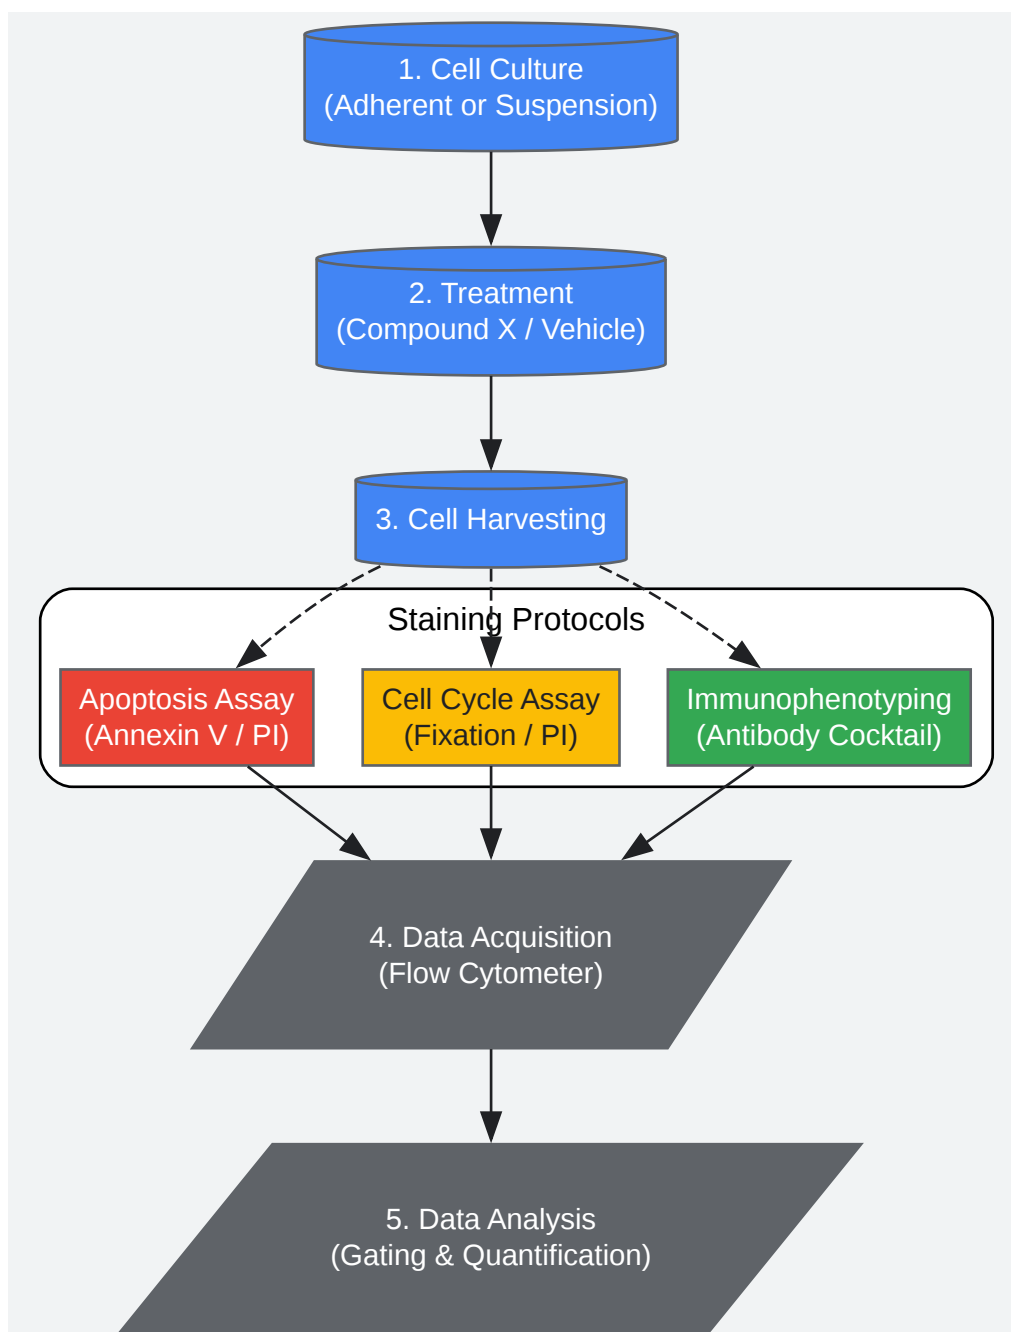 1. Cell Culture
(Adherent or Suspension)
2. Treatment
(Compound X / Vehicle)
3. Cell Harvesting
Staining Protocols
Apoptosis Assay
(Annexin V / PI)
Cell Cycle Assay
(Fixation / PI)
Immunophenotyping
(Antibody Cocktail)
4. Data Acquisition
(Flow Cytometer)
5. Data Analysis
(Gating & Quantification)